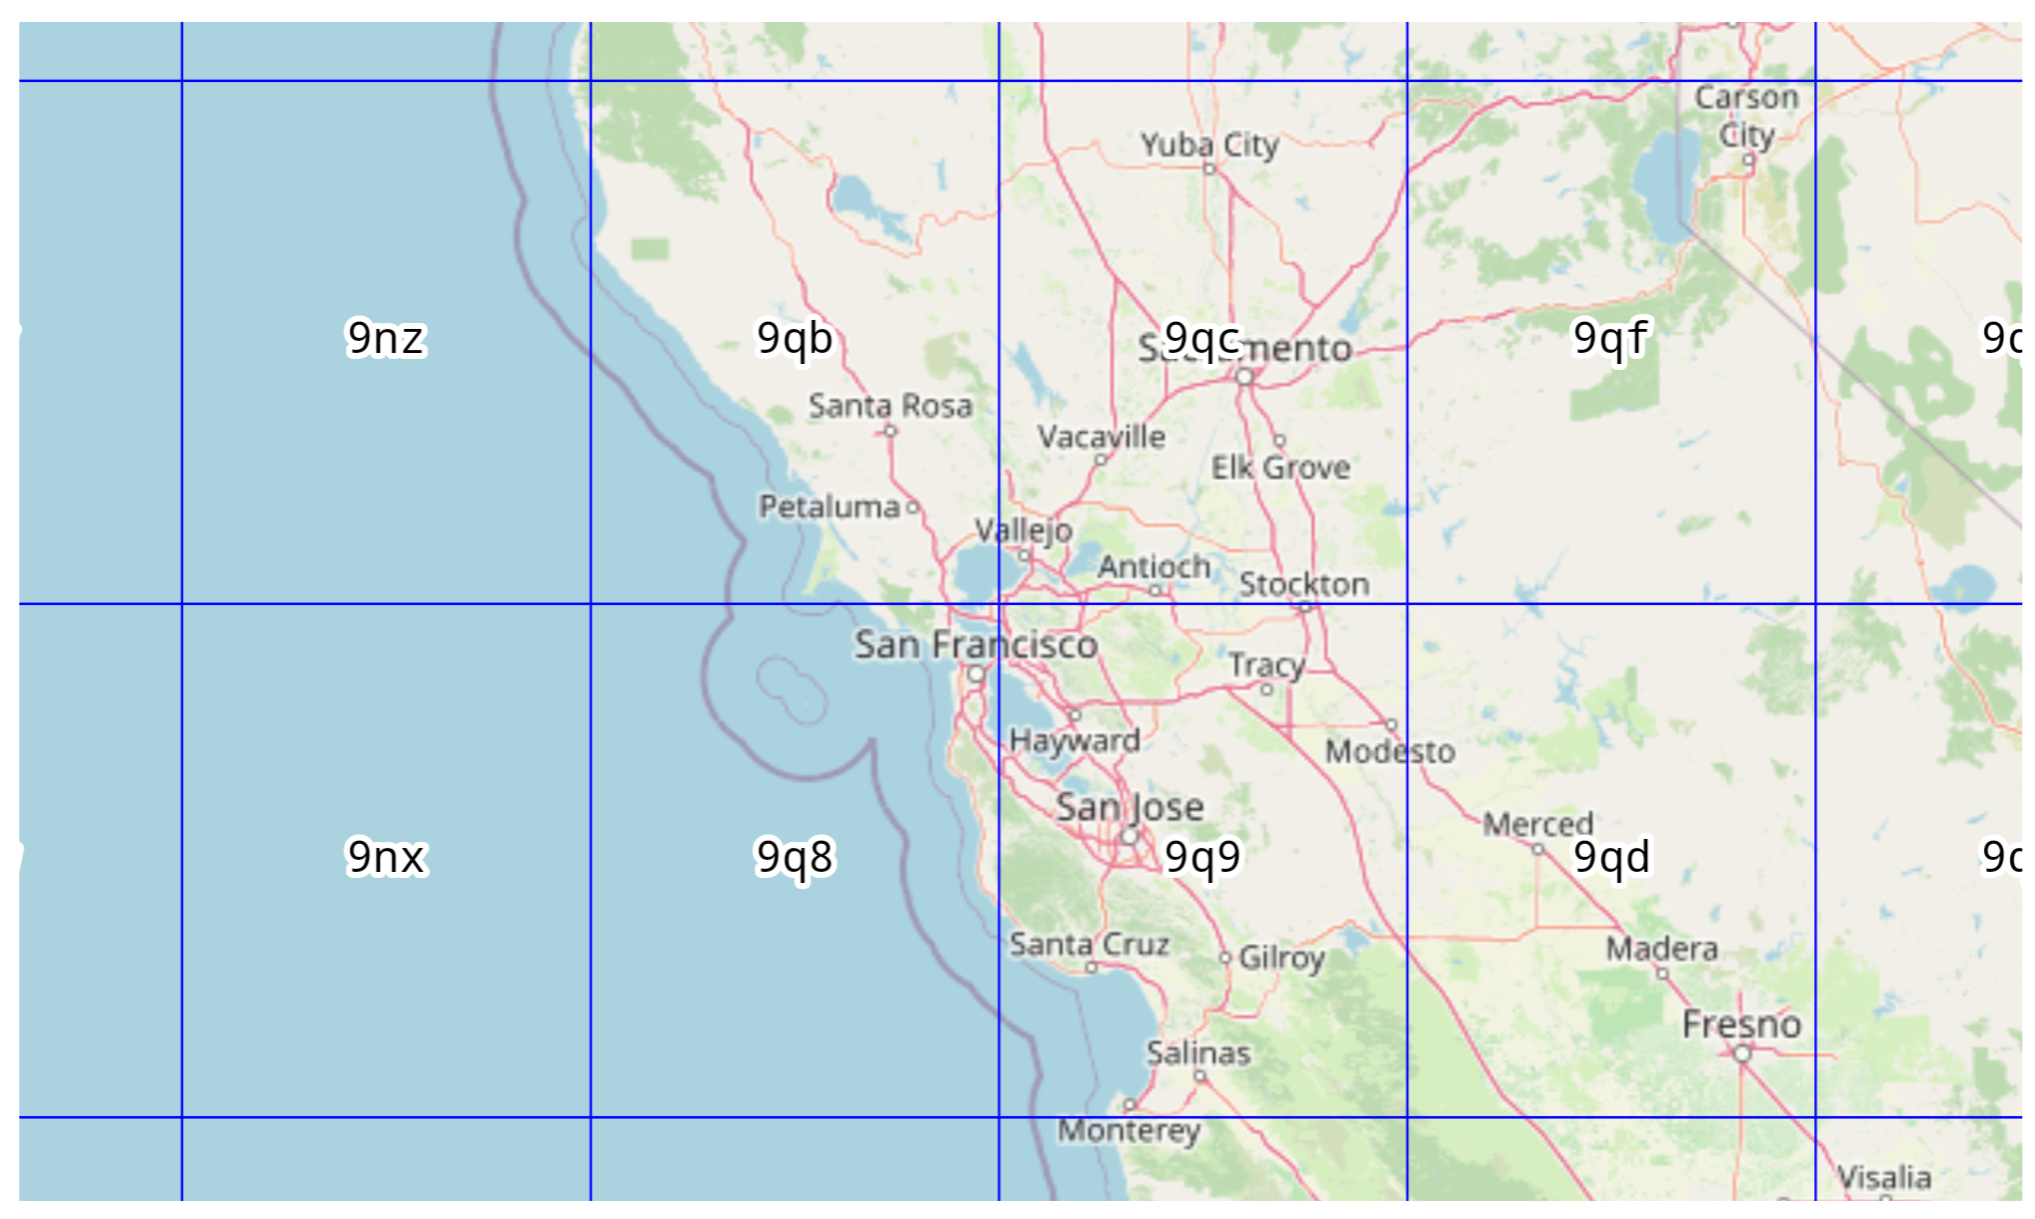 Carson
City
Yuba City
9nz
9qb
9qc
9qf
Sacramento
Santa Rosa
Vacaville
Elk Grove
Petaluma
Vallejo
Antioch
Stockton
San Francisco
Tracy
Hayward
Modesto
San Jose
Merced
9nx
9q8
9q9
9qd
Santa Cruz
Gilroy
Madera
Fresno
Salinas
Monterey
Visalia